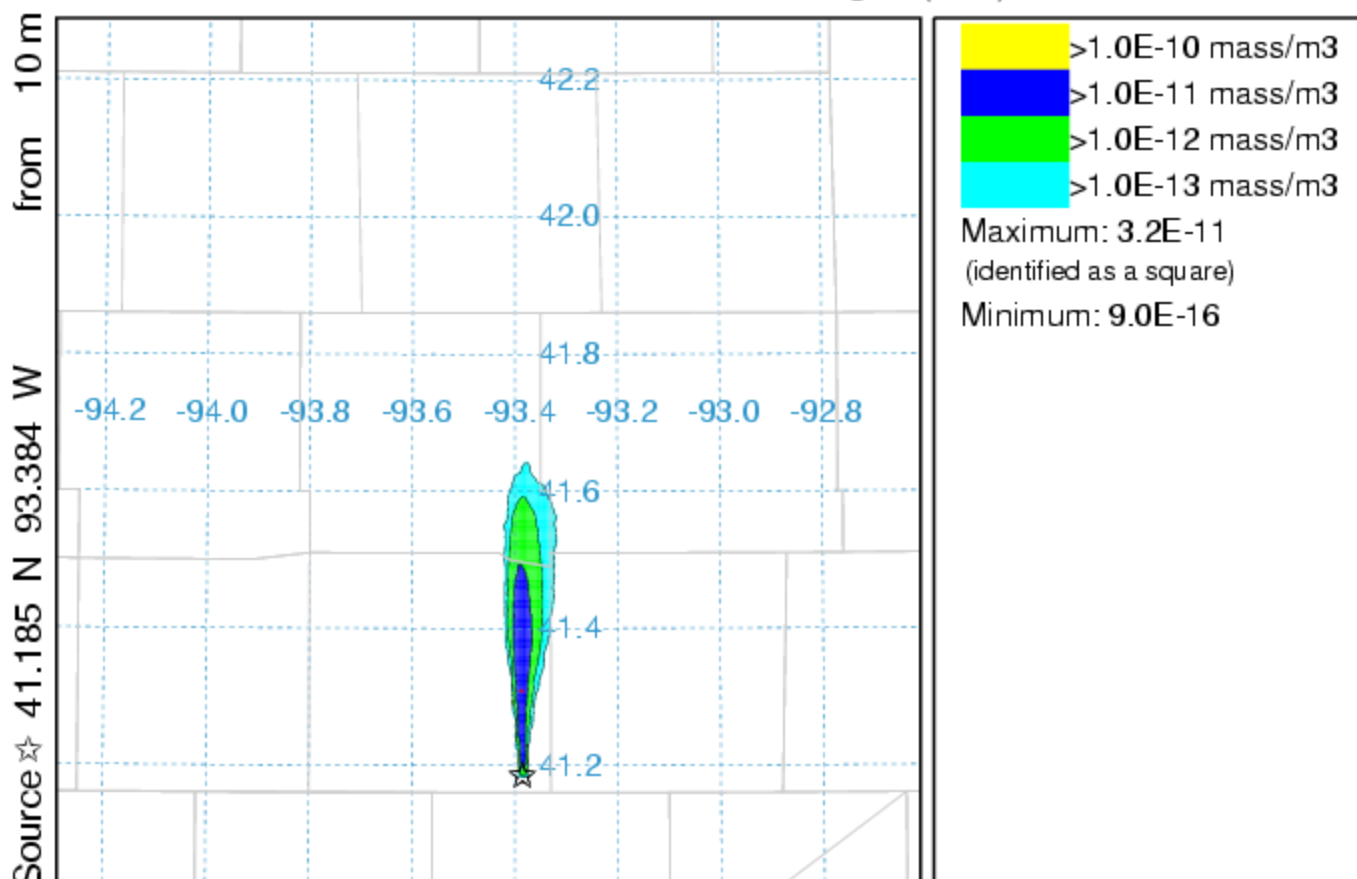 Source ☆ 41.185 N 93.384 W from 10 m
42.2
42.0
41.8
-94.2 -94.0 -93.8 -93.6 -93.4 -93.2 -93.0 -92.8
41.6
41.4
41.2
>1.0E-10 mass/m3
>1.0E-11 mass/m3
>1.0E-12 mass/m3
>1.0E-13 mass/m3
Maximum: 3.2E-11
(identified as a square)
Minimum: 9.0E-16